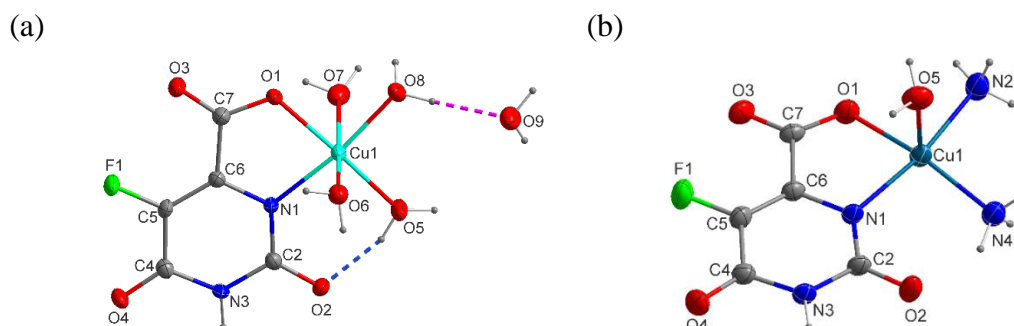 (a) (b)
O3 O1 O7 O8 O9
C7 Cu1
F1 C6 O6
C5 N1 O5
C4 C2
O4 N3 O2
O3 C7 O1 O5 N2
F1 C6 Cu1
C5 N1 N4
C4 C2
O4 N3 O2